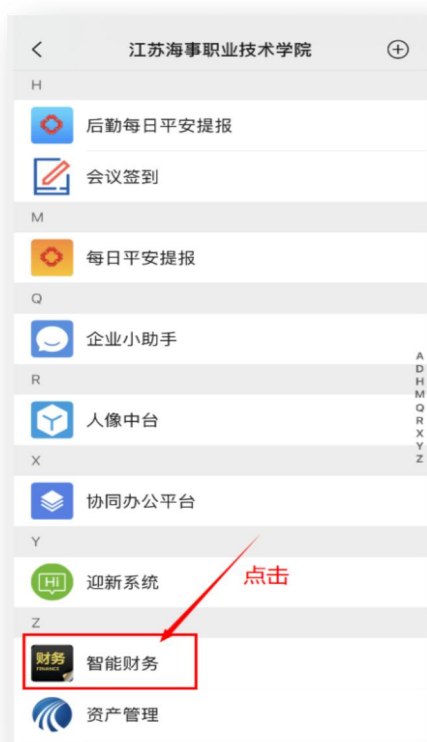 江苏海事职业技术学院
H
后勤每日平安提报
会议签到
M
每日平安提报
Q
企业小助手
R
人像中台
X
协同办公平台
Y
Hi
迎新系统
点击
Z
财务
FINANCE
智能财务
资产管理
A
D
H
M
Q
R
X
Y
Z